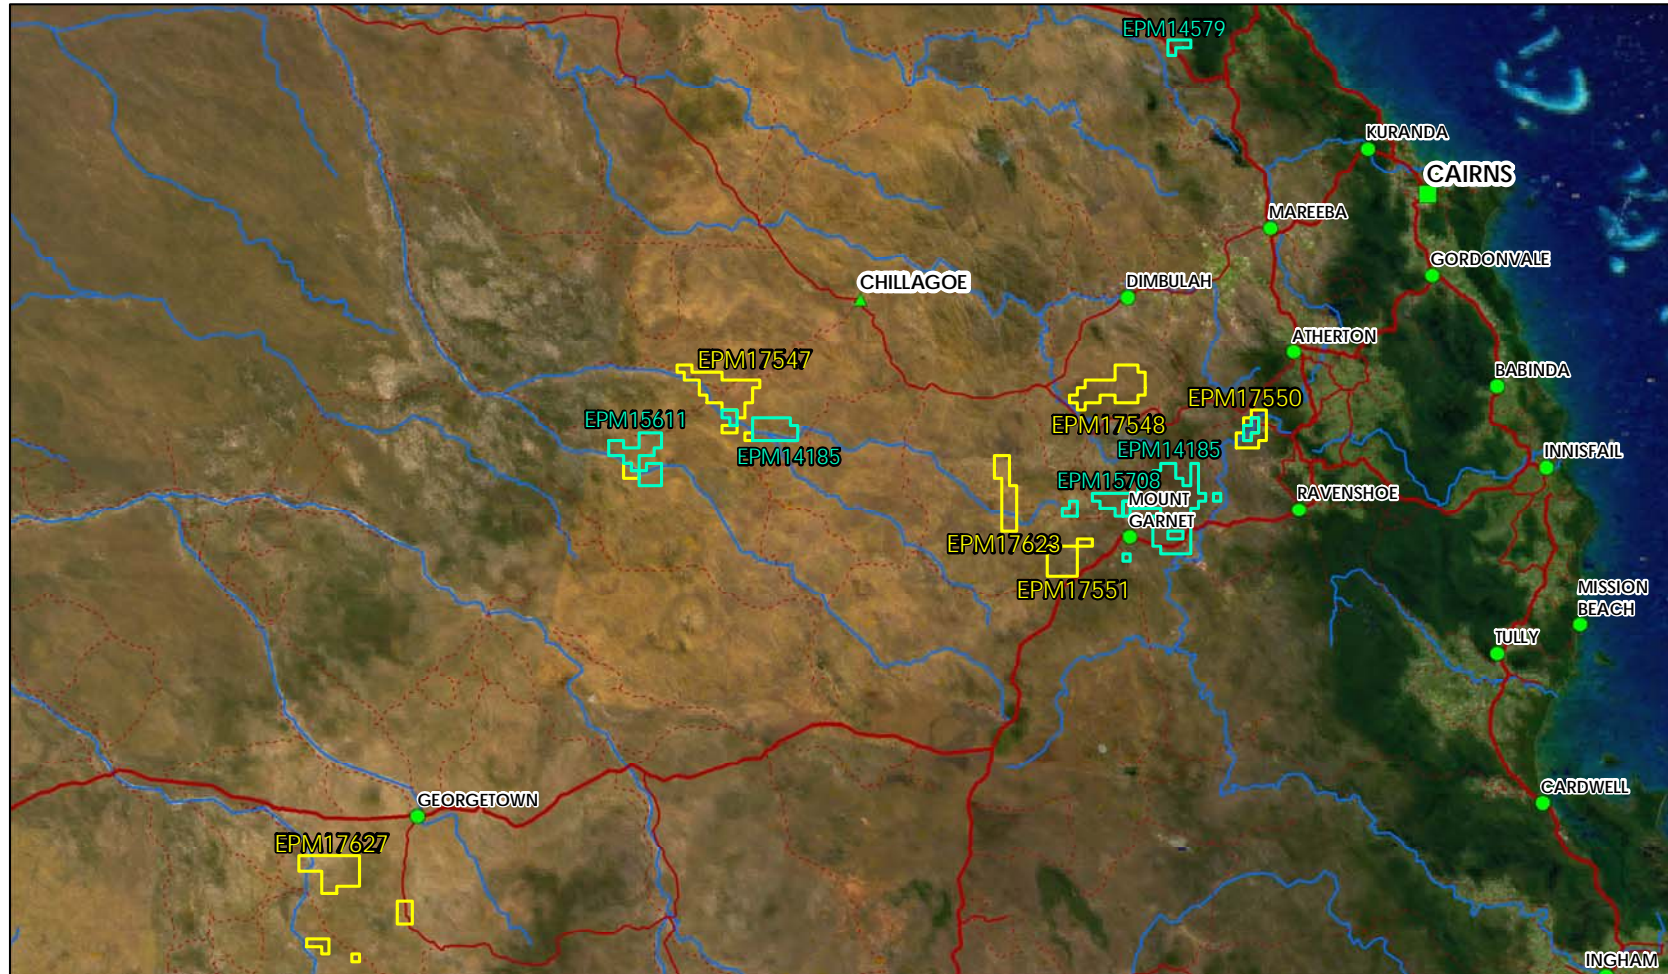 EPM14579
KURANDA
CAIRNS
MAREEBA
GORDONVALE
CHILLAGOE
DIMBULAH
ATHERTON
EPM17547
BABINDA
EPM17550
EPM15611
EPM17548
EPM14185
EPM14185
INNISFAIL
EPM15708
MOUNT
GARNET
RAVENSHOE
EPM17623
EPM17551
MISSION
BEACH
TULLY
CARDWELL
GEORGETOWN
EPM17627
INGHAM